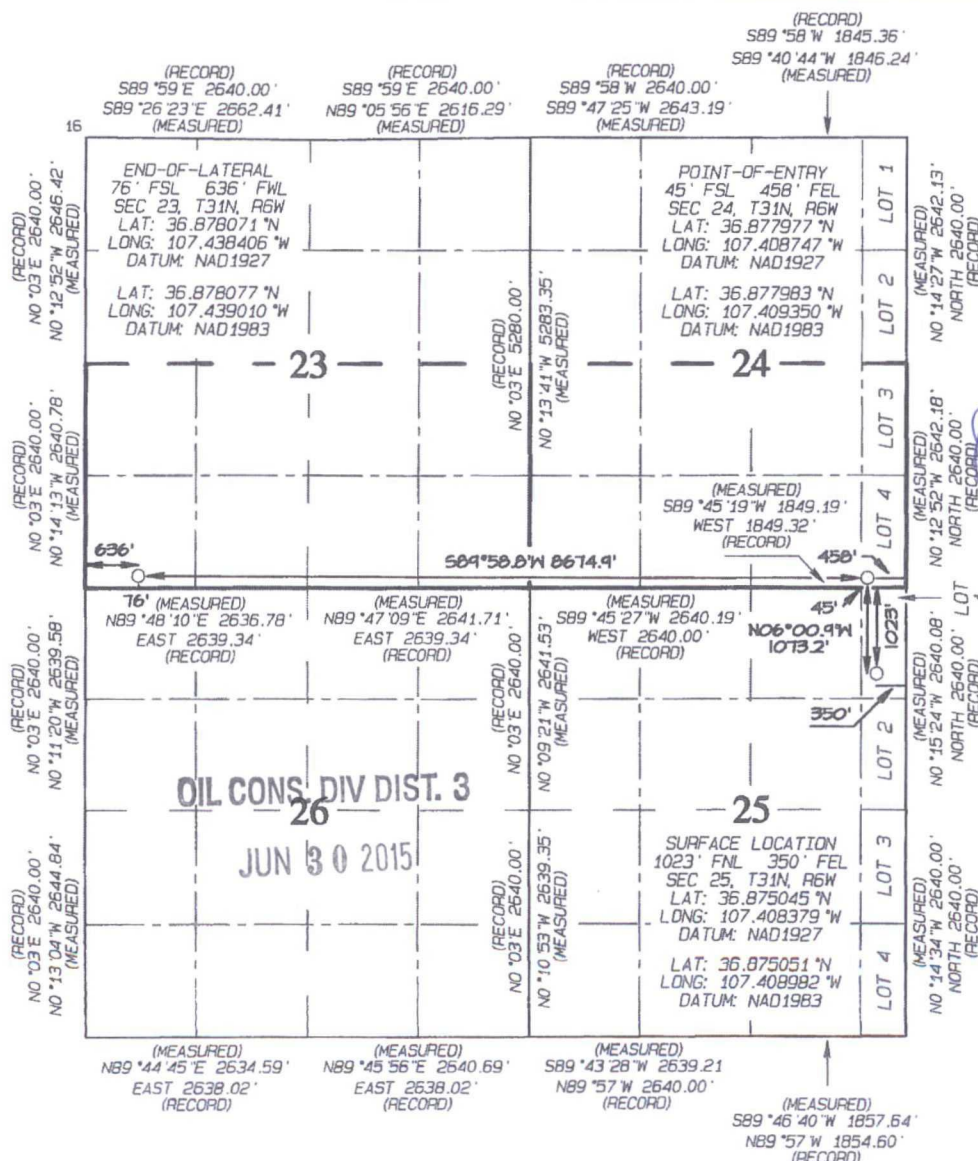 (RECORD)
S89°58'W 1845.36'
S89°40'44"W 1846.24'
(MEASURED)
(RECORD)
S89°59'E 2640.00'
S89°26'23"E 2662.41'
(MEASURED)
(RECORD)
S89°59'E 2640.00'
N89°05'56"E 2616.29'
(MEASURED)
(RECORD)
S89°58'W 2640.00'
S89°47'25"W 2643.19'
(MEASURED)
16
END-OF-LATERAL
76' FSL 636' FWL
SEC 23, T31N, R6W
LAT: 36.878071°N
LONG: 107.438406°W
DATUM: NAD1927
LAT: 36.878077°N
LONG: 107.439010°W
DATUM: NAD1983
POINT-OF-ENTRY
45' FSL 458' FEL
SEC 24, T31N, R6W
LAT: 36.877977°N
LONG: 107.408747°W
DATUM: NAD1927
LAT: 36.877983°N
LONG: 107.409350°W
DATUM: NAD1983
LOT 1
LOT 2
LOT 3
LOT 4
(RECORD)
N0°03'E 2640.00'
N0°12'52"W 2646.42'
(MEASURED)
(RECORD)
N0°03'E 5280.00'
N0°13'41"W 5283.35'
(MEASURED)
(MEASURED)
N0°14'27"W 2642.13'
NORTH 2640.00'
(RECORD)
23
24
(RECORD)
N0°03'E 2640.00'
N0°14'13"W 2640.78'
(MEASURED)
(MEASURED)
N0°12'52"W 2642.18'
NORTH 2640.00'
(RECORD)
(MEASURED)
S89°45'19"W 1849.19'
WEST 1849.32'
(RECORD)
636'
S89°58.8'W 8674.9'
458'
76'
45'
(MEASURED)
N89°48'10"E 2636.78'
EAST 2639.34'
(RECORD)
(MEASURED)
N89°47'09"E 2641.71'
EAST 2639.34'
(RECORD)
(MEASURED)
S89°45'27"W 2640.19'
WEST 2640.00'
(RECORD)
N06°00.9'W
1073.2'
1023'
350'
LOT 1
LOT 2
LOT 3
LOT 4
(RECORD)
N0°03'E 2640.00'
N0°11'20"W 2639.58'
(MEASURED)
(RECORD)
N0°03'E 2640.00'
N0°09'21"W 2641.53'
(MEASURED)
(MEASURED)
N0°15'24"W 2640.08'
NORTH 2640.00'
(RECORD)
OIL CONS. DIV DIST. 3
JUN 30 2015
26
25
SURFACE LOCATION
1023' FNL 350' FEL
SEC 25, T31N, R6W
LAT: 36.875045°N
LONG: 107.408379°W
DATUM: NAD1927
LAT: 36.875051°N
LONG: 107.408982°W
DATUM: NAD1983
(RECORD)
N0°03'E 2640.00'
N0°13'04"W 2644.84'
(MEASURED)
(RECORD)
N0°03'E 2640.00'
N0°10'53"W 2639.35'
(MEASURED)
(MEASURED)
N0°14'34"W 2640.00'
NORTH 2640.00'
(RECORD)
(MEASURED)
N89°44'45"E 2634.59'
EAST 2638.02'
(RECORD)
(MEASURED)
N89°45'56"E 2640.69'
EAST 2638.02'
(RECORD)
(MEASURED)
S89°43'28"W 2639.21
N89°57'W 2640.00'
(RECORD)
(MEASURED)
S89°46'40"W 1857.64'
N89°57'W 1854.60'
(RECORD)